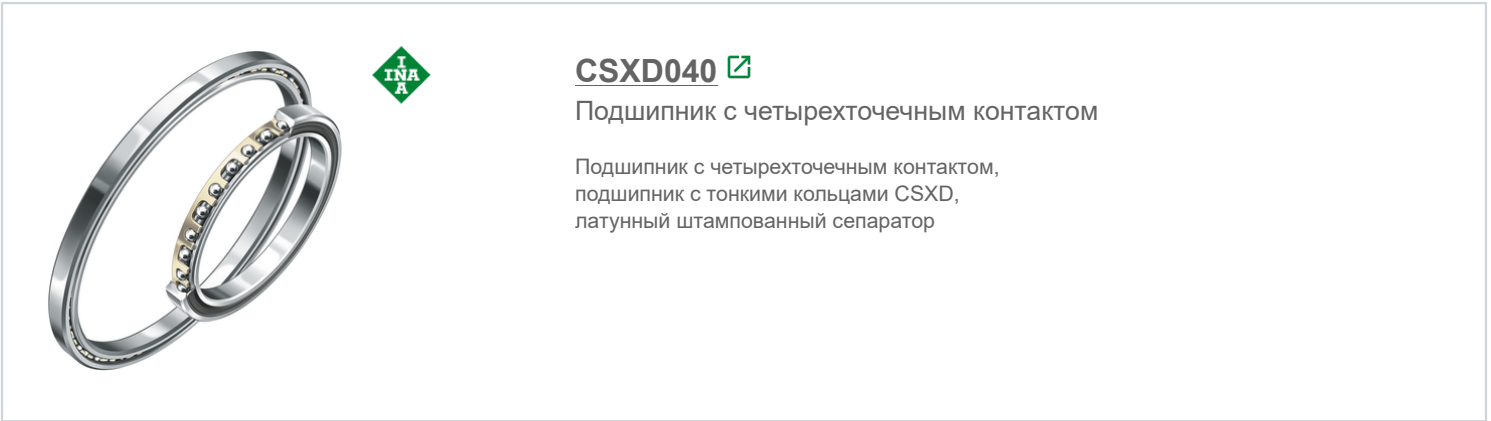 INA
CSXD040
Подшипник с четырехточечным контактом
Подшипник с четырехточечным контактом,
подшипник с тонкими кольцами CSXD,
латунный штампованный сепаратор